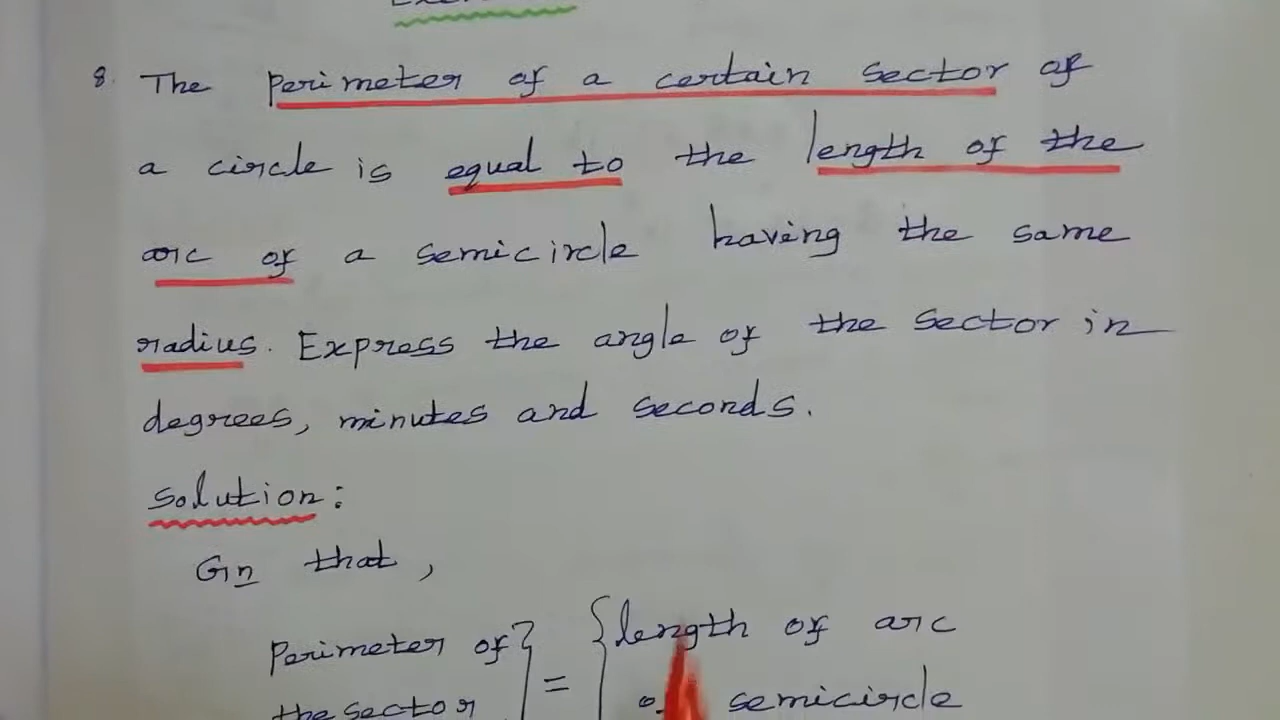 8. The perimeter of a certain sector of
a circle is equal to the length of the
arc of a semicircle having the same
radius. Express the angle of the sector in
degrees, minutes and seconds.
Solution:
Gn that,
Perimeter of } = { length of arc
the sector semicircle